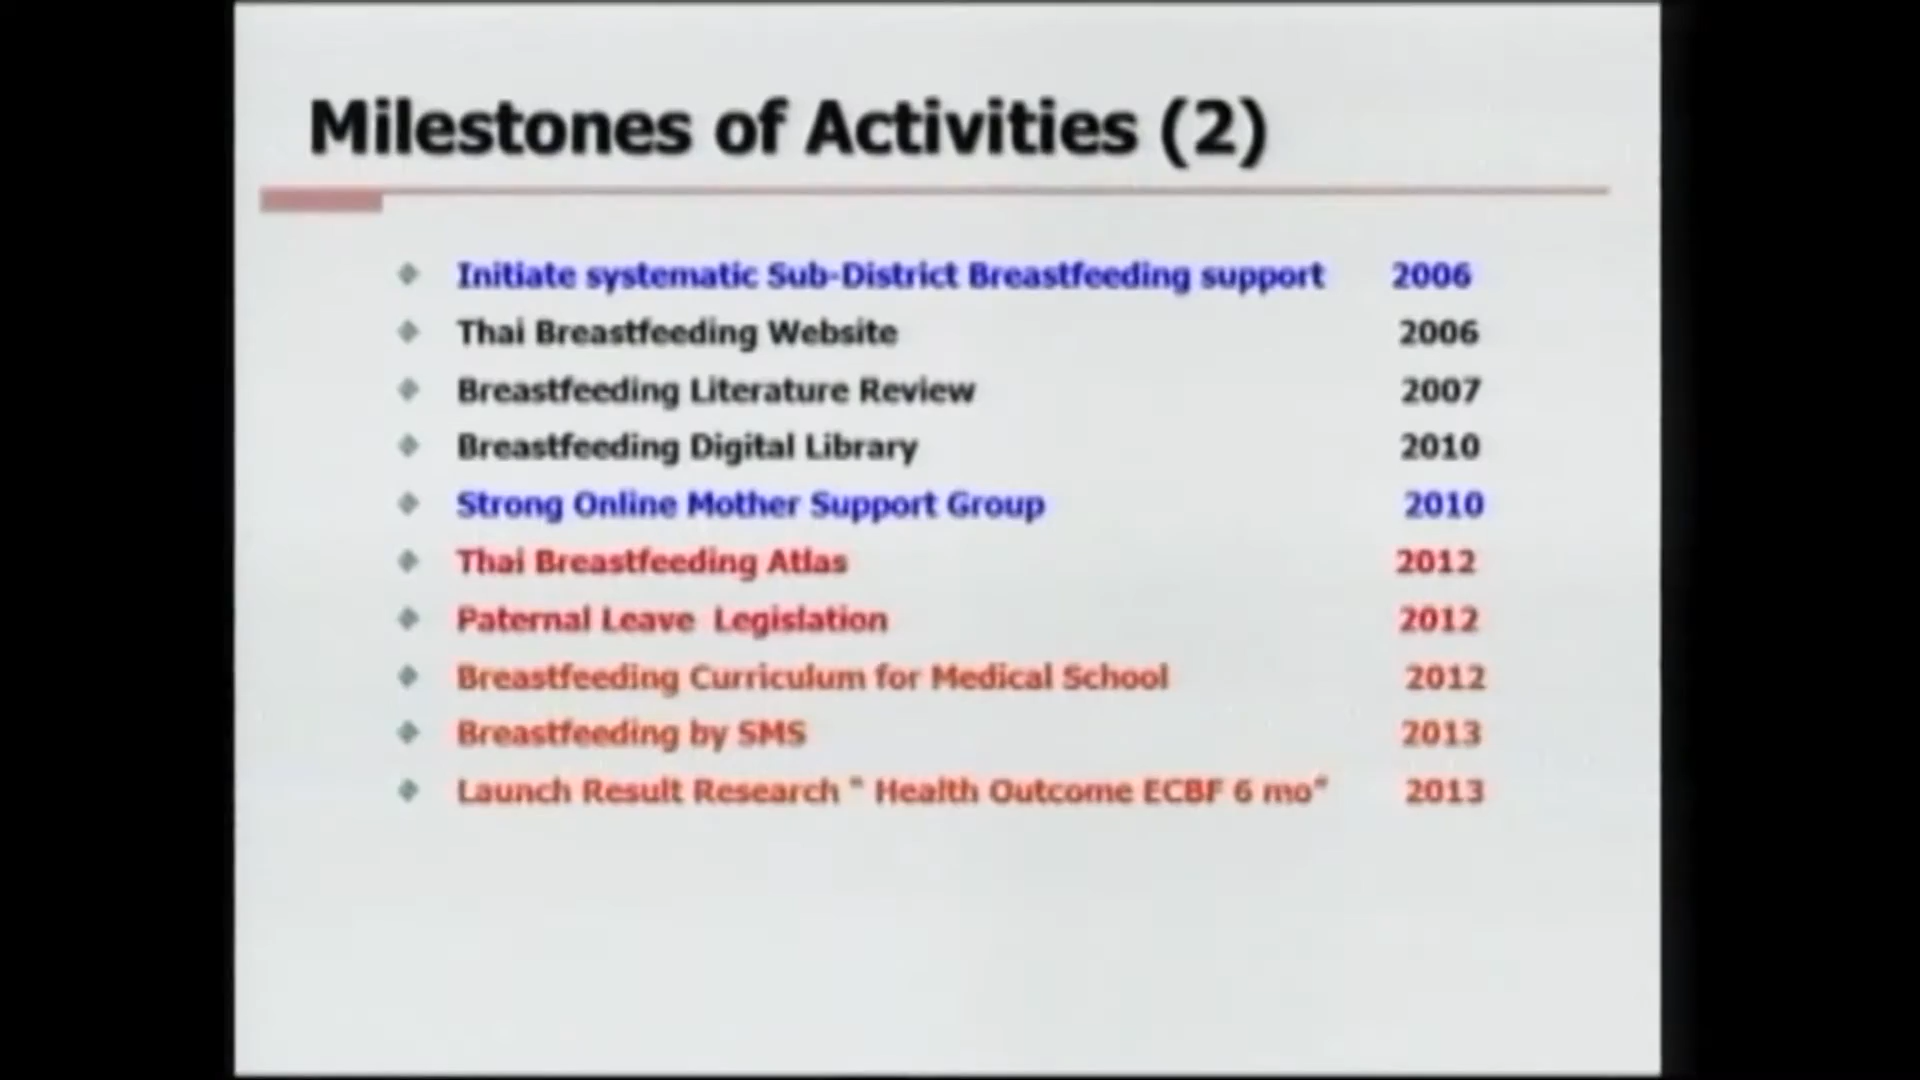 Milestones of Activities (2)
Initiate systematic Sub-District Breastfeeding support 2006
Thai Breastfeeding Website 2006
Breastfeeding Literature Review 2007
Breastfeeding Digital Library 2010
Strong Online Mother Support Group 2010
Thai Breastfeeding Atlas 2012
Paternal Leave Legislation 2012
Breastfeeding Curriculum for Medical School 2012
Breastfeeding by SMS 2013
Launch Result Research " Health Outcome ECBF 6 mo" 2013